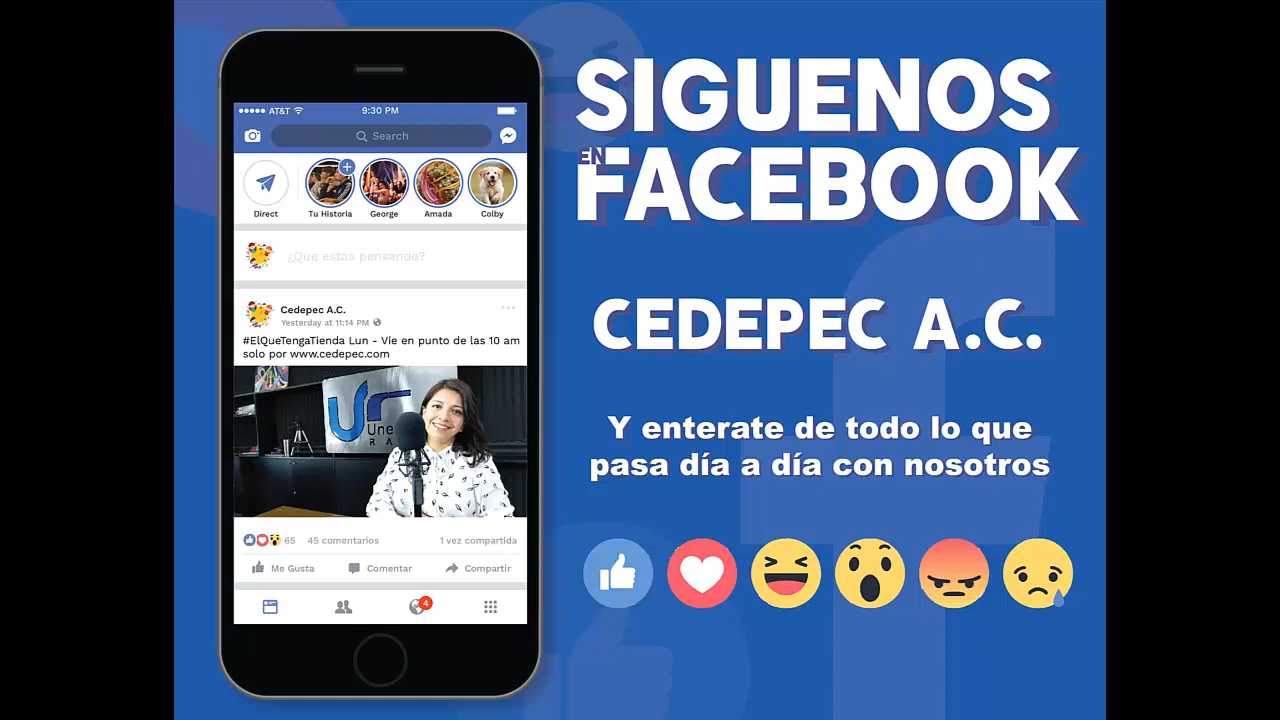 AT&T
9:30 PM
Search
Direct
Tu Historia
George
Amada
Colby
¿Que estas pensando?
Cedepec A.C.
Yesterday at 11:14 PM
#ElQueTengaTienda Lun - Vie en punto de las 10 am
solo por www.cedepec.com
Une
RA
65
45 comentarios
1 vez compartida
Me Gusta
Comentar
Compartir
4
SIGUENOS
EN
FACEBOOK
CEDEPEC A.C.
Y enterate de todo lo que
pasa día a día con nosotros